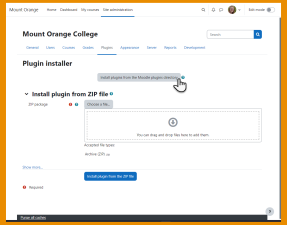 Mount Orange Home Dashboard My courses Site administration Edit mode
Mount Orange College
Search
General Users Courses Grades Plugins Appearance Server Reports Development
Plugin installer
Install plugins from the Moodle plugins directory
Install plugin from ZIP file
ZIP package Choose a file...
You can drag and drop files here to add them.
Accepted file types:
Archive (ZIP) .zip
Show more...
Install plugin from the ZIP file
Required